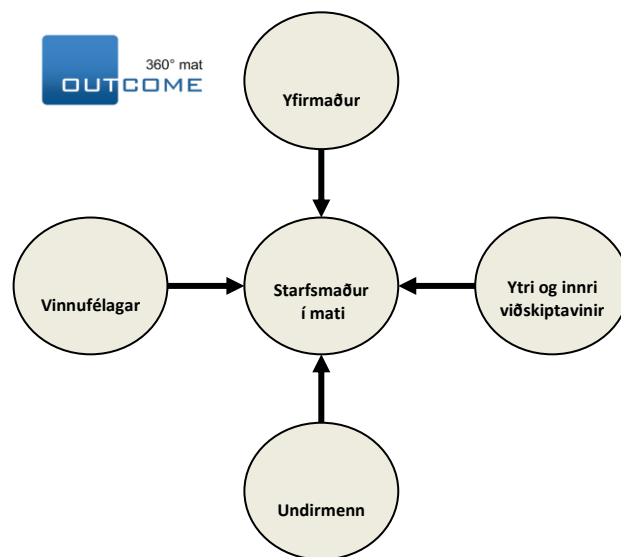 360° mat
OUTCOME
Yfirmaður
Vinnufélagar
Starfsmaður
í mati
Ytri og innri
viðskiptavinir
Undirmenn